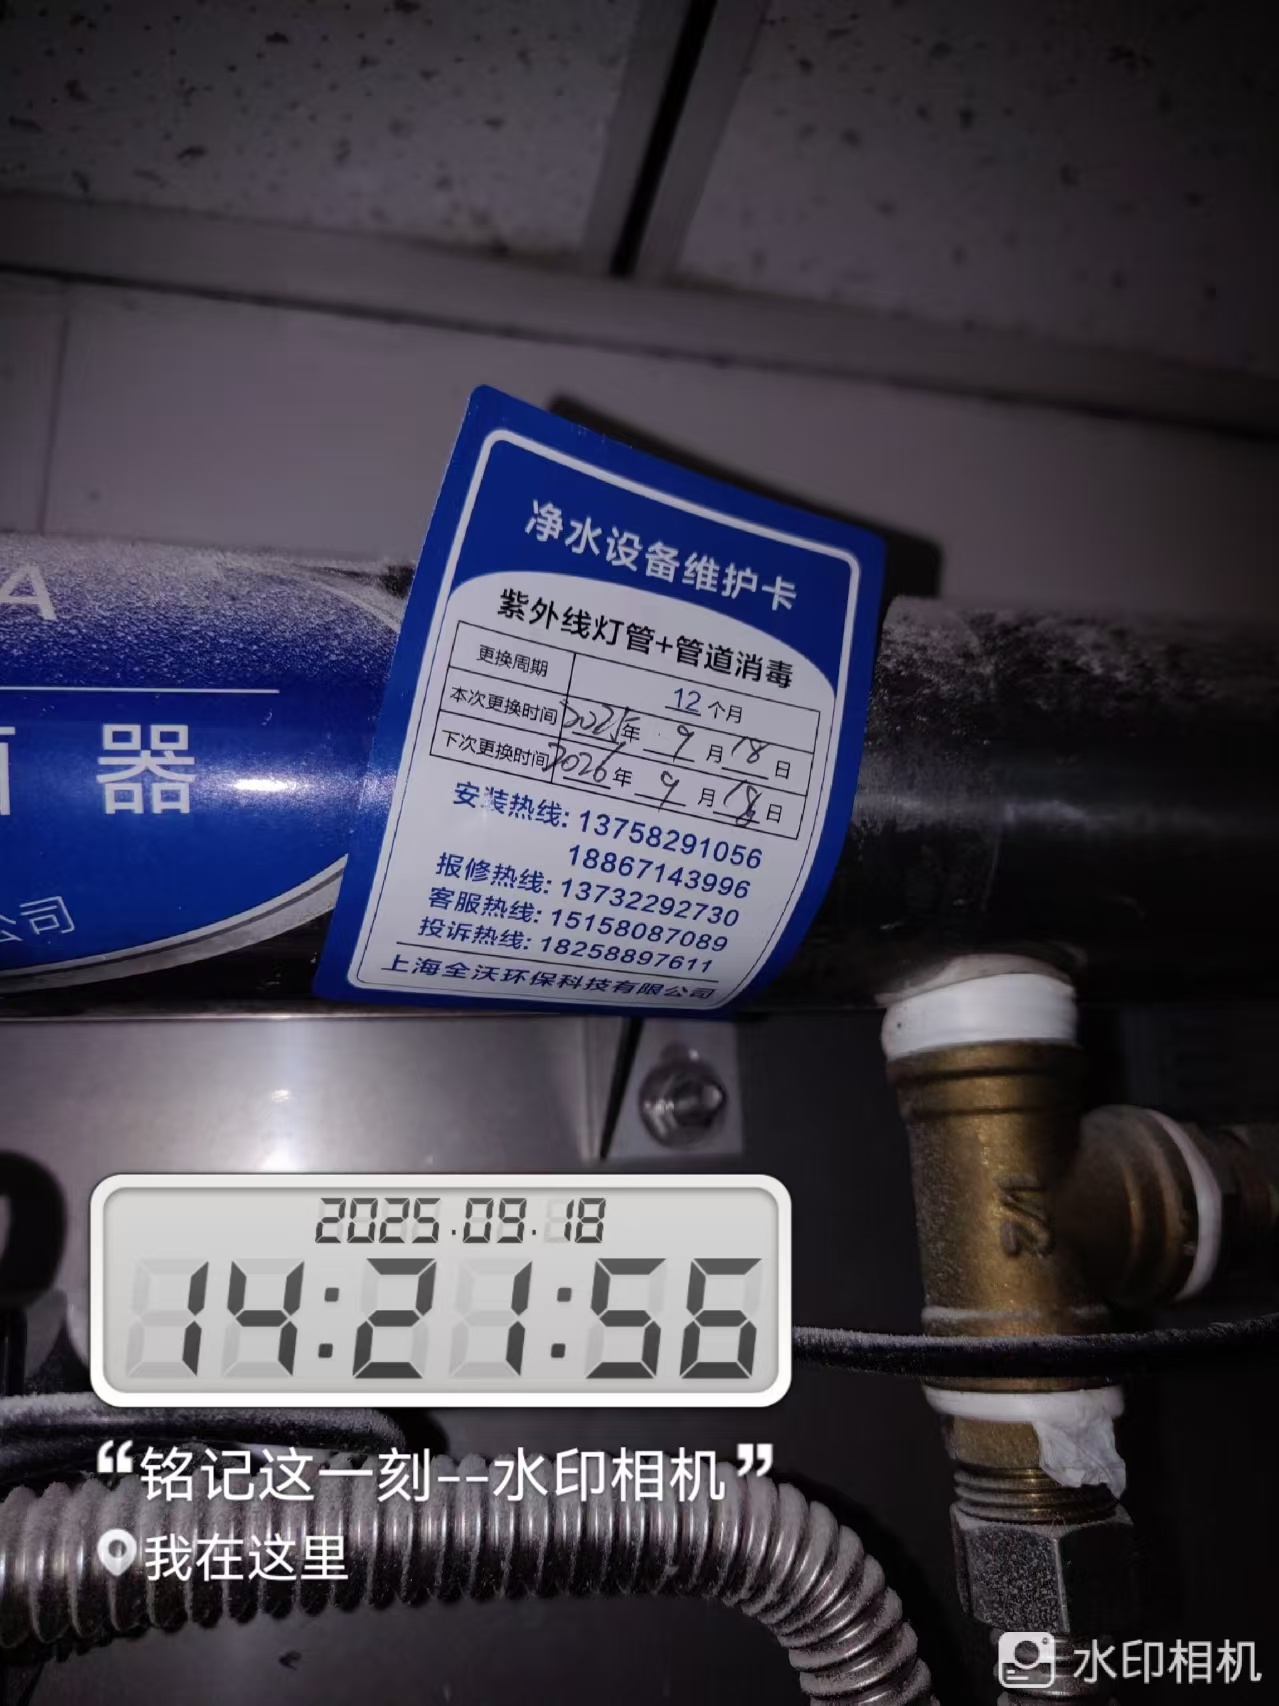 净水设备维护卡
紫外线灯管+管道消毒
更换周期 12 个月
本次更换时间 2025年 9 月 18 日
下次更换时间 2026年 9 月 18 日
安装热线: 13758291056
18867143996
报修热线: 13732292730
客服热线: 15158087089
投诉热线: 18258897611
上海全沃环保科技有限公司
A
器
公司
1/2
2025.09.18
14:21:56
“铭记这一刻--水印相机”
我在这里
水印相机